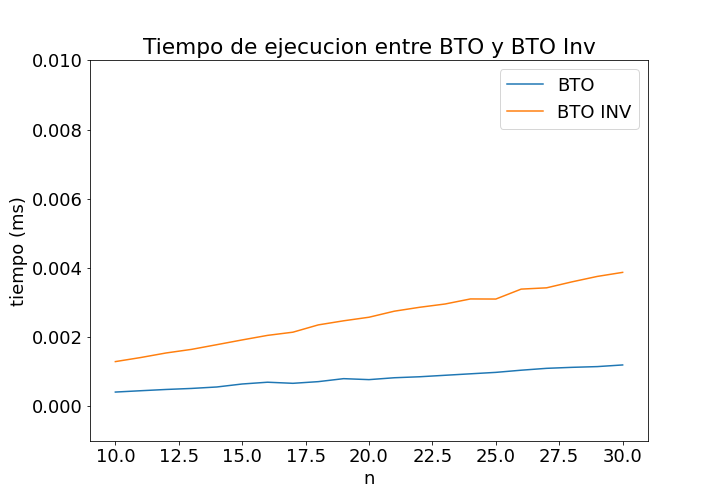 Tiempo de ejecucion entre BTO y BTO Inv
BTO
BTO INV
tiempo (ms)
0.010
0.008
0.006
0.004
0.002
0.000
10.0 12.5 15.0 17.5 20.0 22.5 25.0 27.5 30.0
n